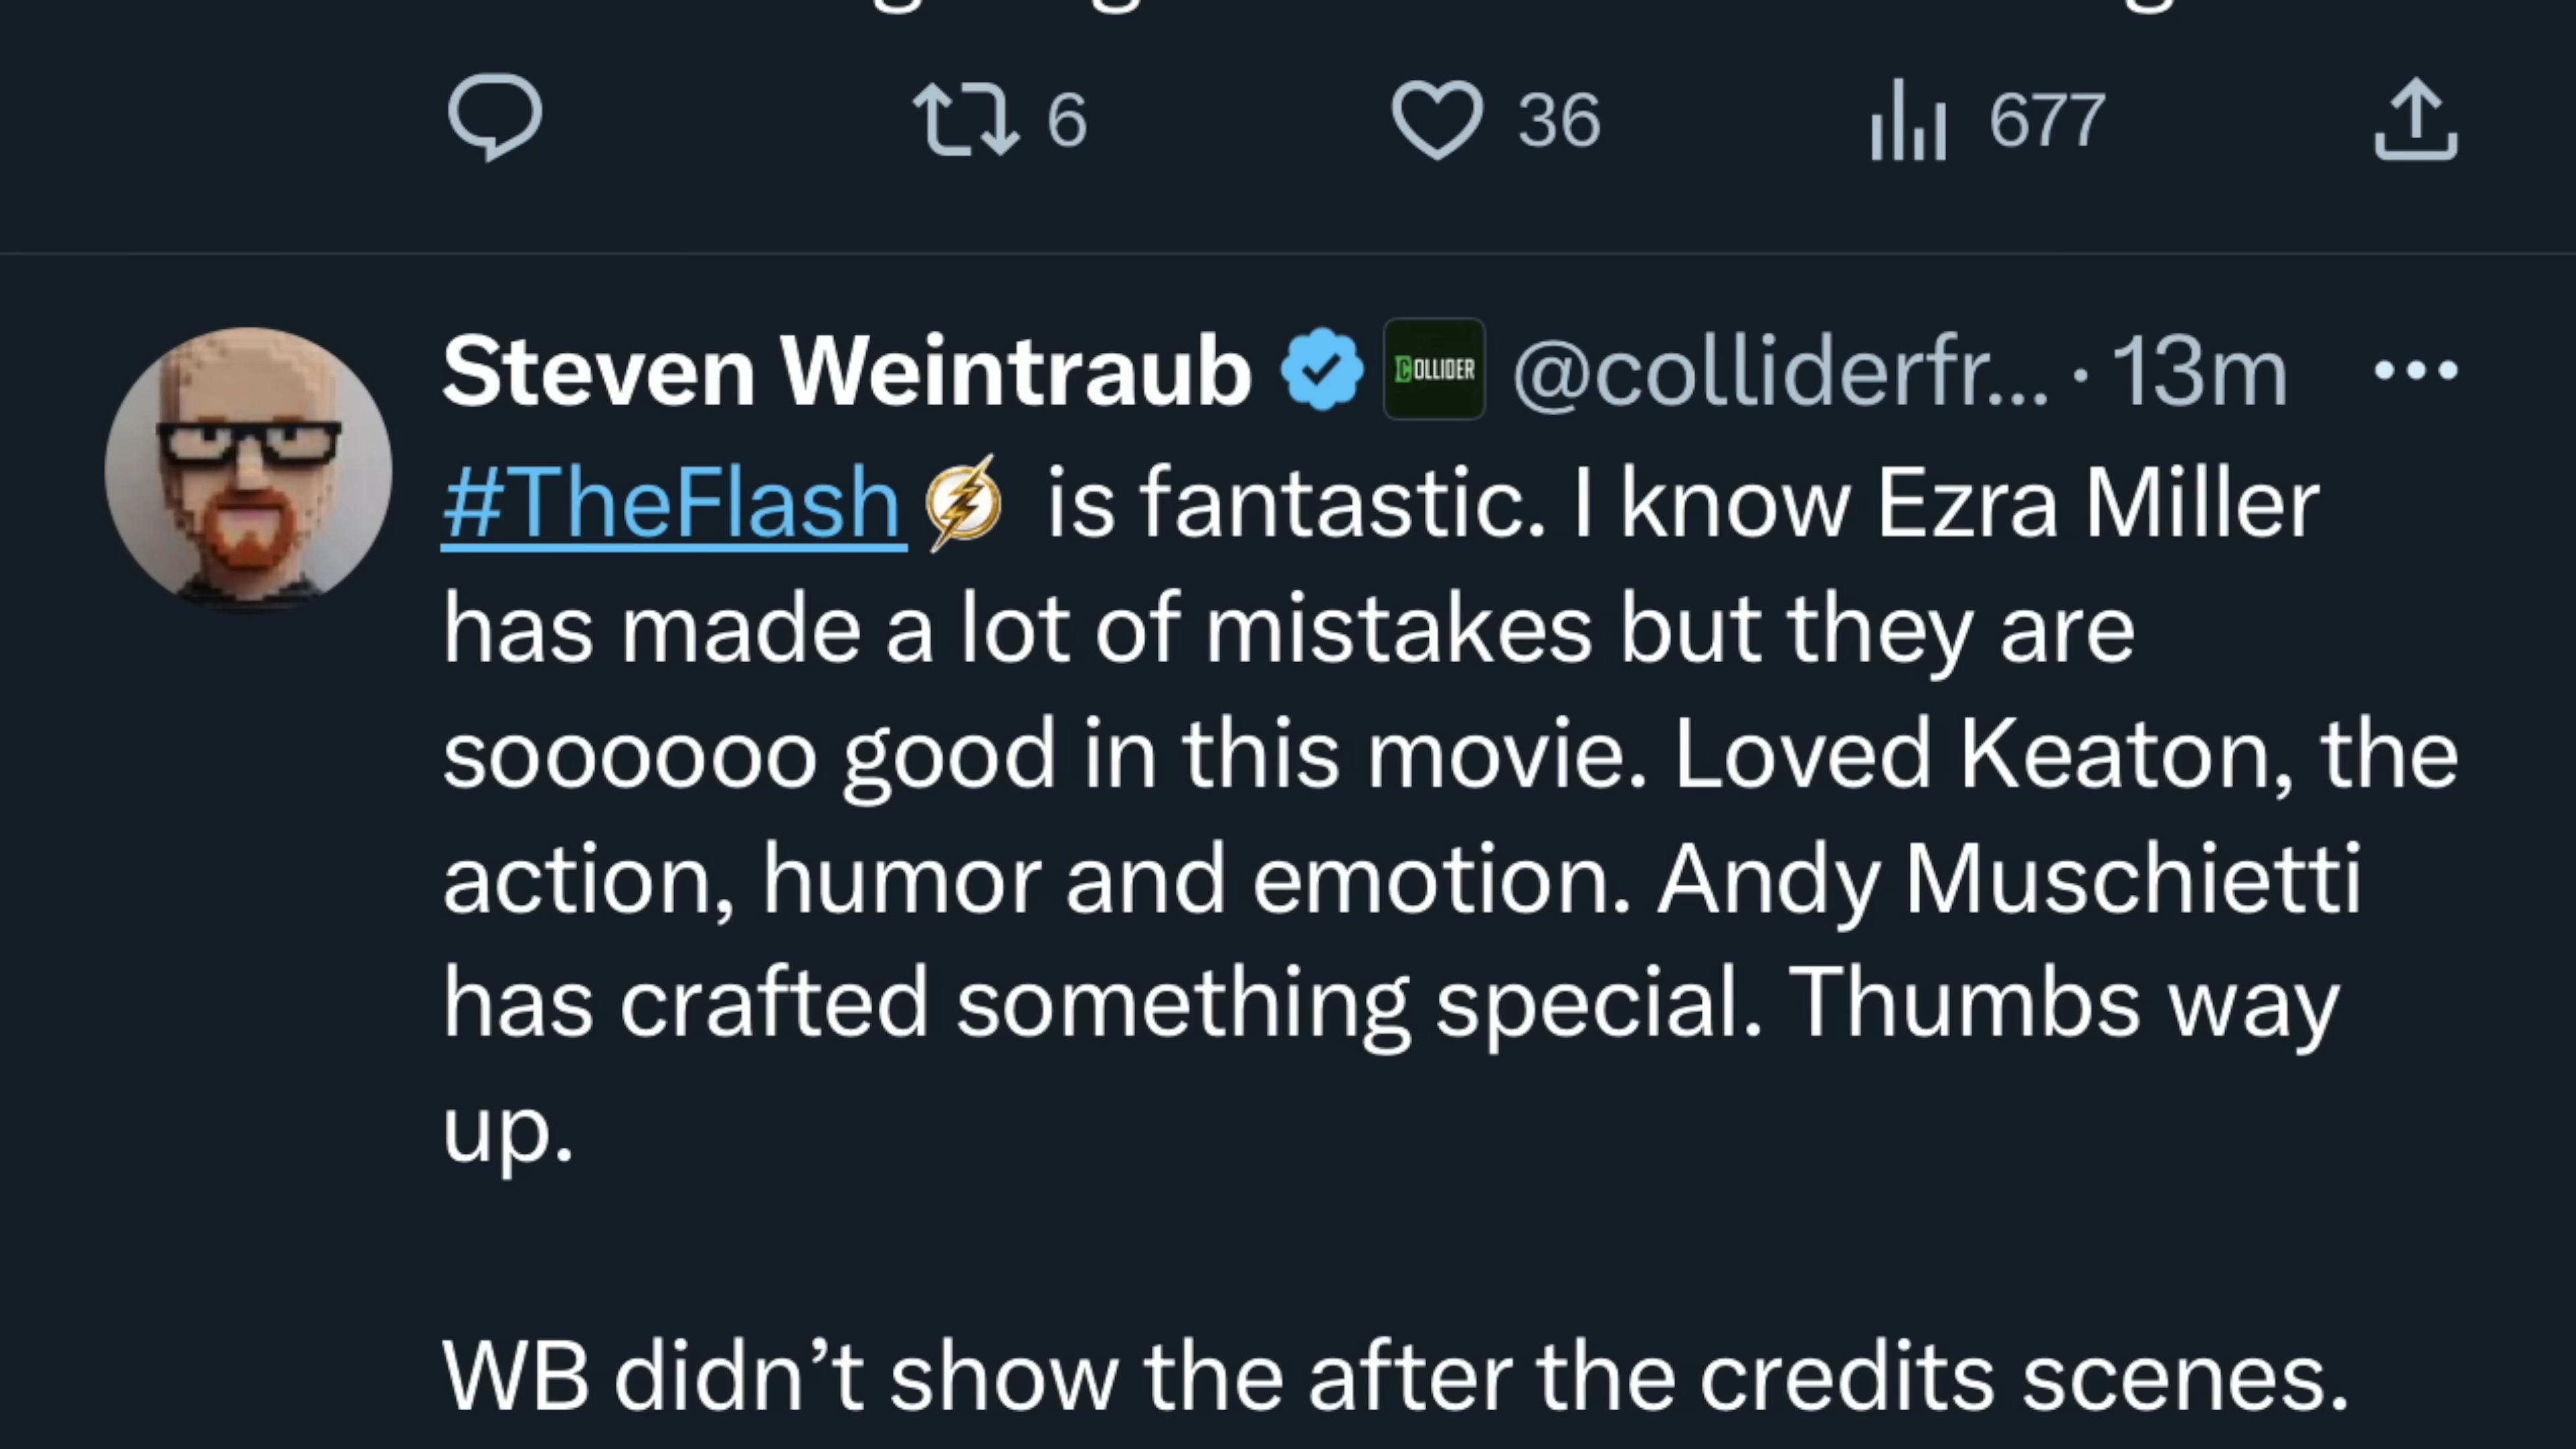 6 36 677
Steven Weintraub COLLIDER @colliderfr... · 13m
#TheFlash is fantastic. I know Ezra Miller
has made a lot of mistakes but they are
soooooo good in this movie. Loved Keaton, the
action, humor and emotion. Andy Muschietti
has crafted something special. Thumbs way
up.
WB didn’t show the after the credits scenes.